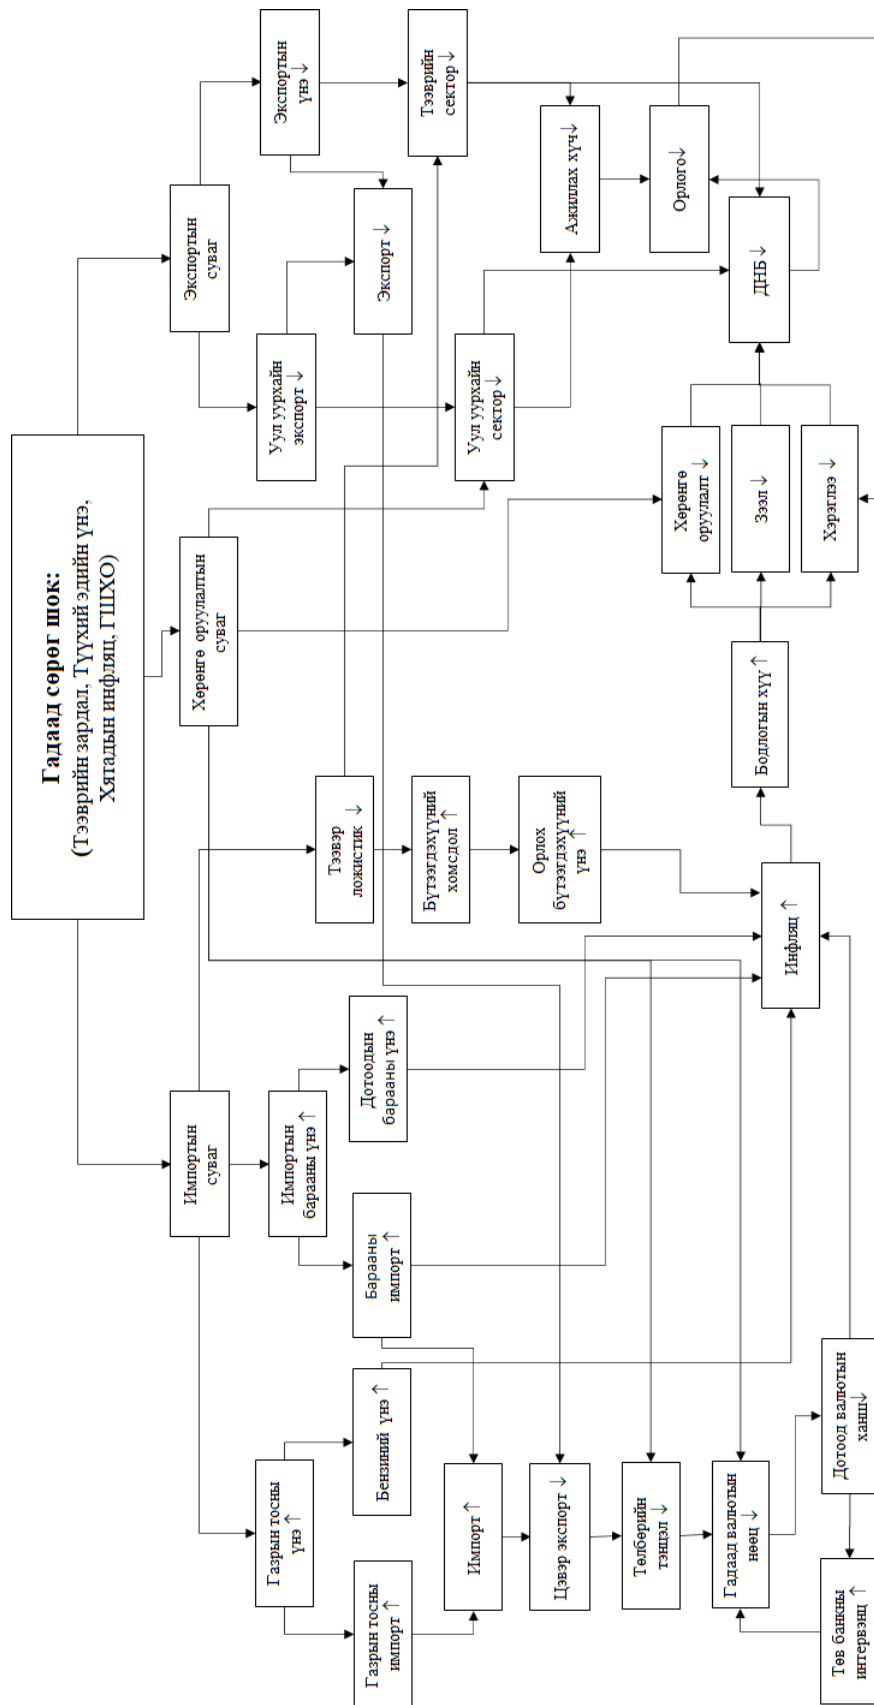 Гадаад сөрөг шок:
(Тээврийн зардал, Түүхий эдийн үнэ,
Хятадын инфляц, ГШХО)
Импортын
суваг
Хөрөнгө оруулалтын
суваг
Экспортын
суваг
Газрын тосны
үнэ↑
Импортын
барааны үнэ↑
Тээвэр
ложистик ↓
Уул уурхайн
экспорт↓
Экспортын
үнэ↓
Газрын тосны
импорт↑
Бензиний үнэ↑
Барааны
импорт↑
Дотоодын
барааны үнэ↑
Бүтээгдэхүүний
хомсдол ↑
Экспорт↓
Тээврийн
сектор↓
Импорт↑
Орлох
бүтээгдэхүүний
үнэ↑
Уул уурхайн
сектор↓
Ажиллах хүч↓
Цэвэр экспорт↓
Төлбөрийн
тэнцэл↓
Хөрөнгө
оруулалт↓
Орлого↓
Гадаад валютын
нөөц↓
Инфляц↑
Бодлогын хүү↑
Зээл↓
ДНБ↓
Хэрэглээ↓
Төв банкны
интервэнц↑
Дотоод валютын
ханш↓